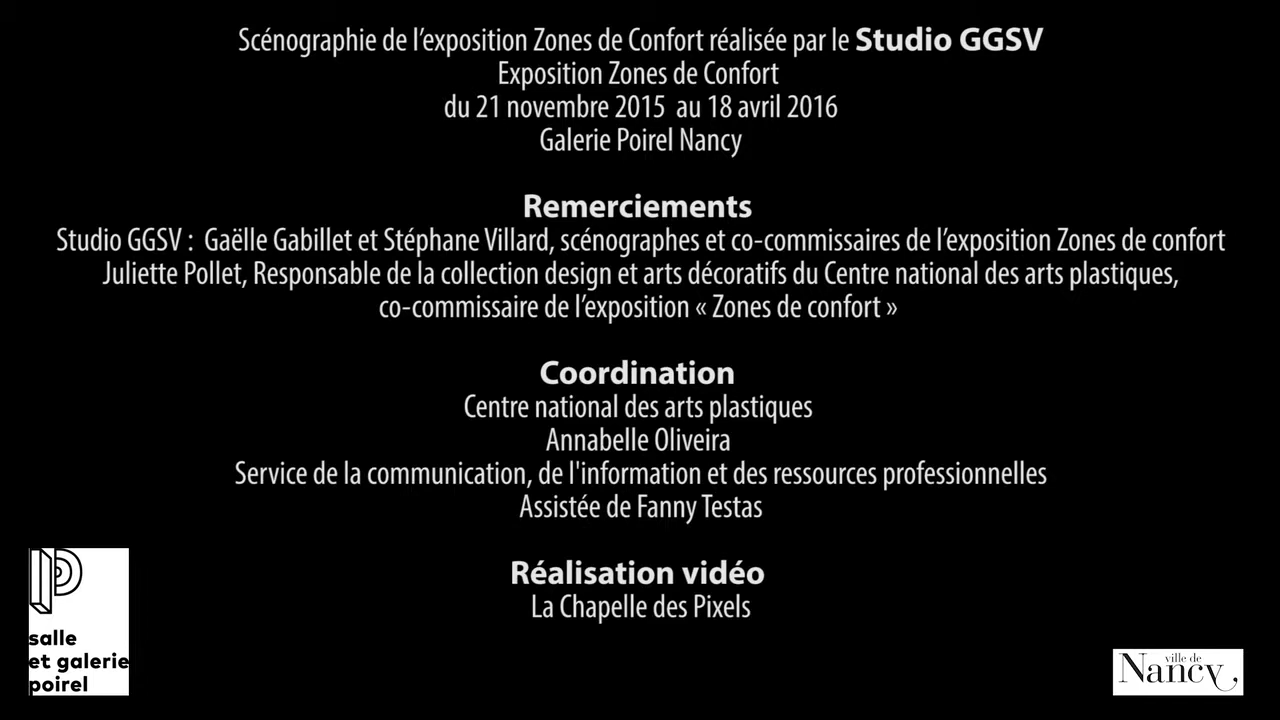 Scénographie de l’exposition Zones de Confort réalisée par le Studio GGSV
Exposition Zones de Confort
du 21 novembre 2015 au 18 avril 2016
Galerie Poirel Nancy
Remerciements
Studio GGSV : Gaëlle Gabillet et Stéphane Villard, scénographes et co-commissaires de l’exposition Zones de confort
Juliette Pollet, Responsable de la collection design et arts décoratifs du Centre national des arts plastiques,
co-commissaire de l’exposition « Zones de confort »
Coordination
Centre national des arts plastiques
Annabelle Oliveira
Service de la communication, de l'information et des ressources professionnelles
Assistée de Fanny Testas
Réalisation vidéo
La Chapelle des Pixels
salle
et galerie
poirel
ville de
Nancy,